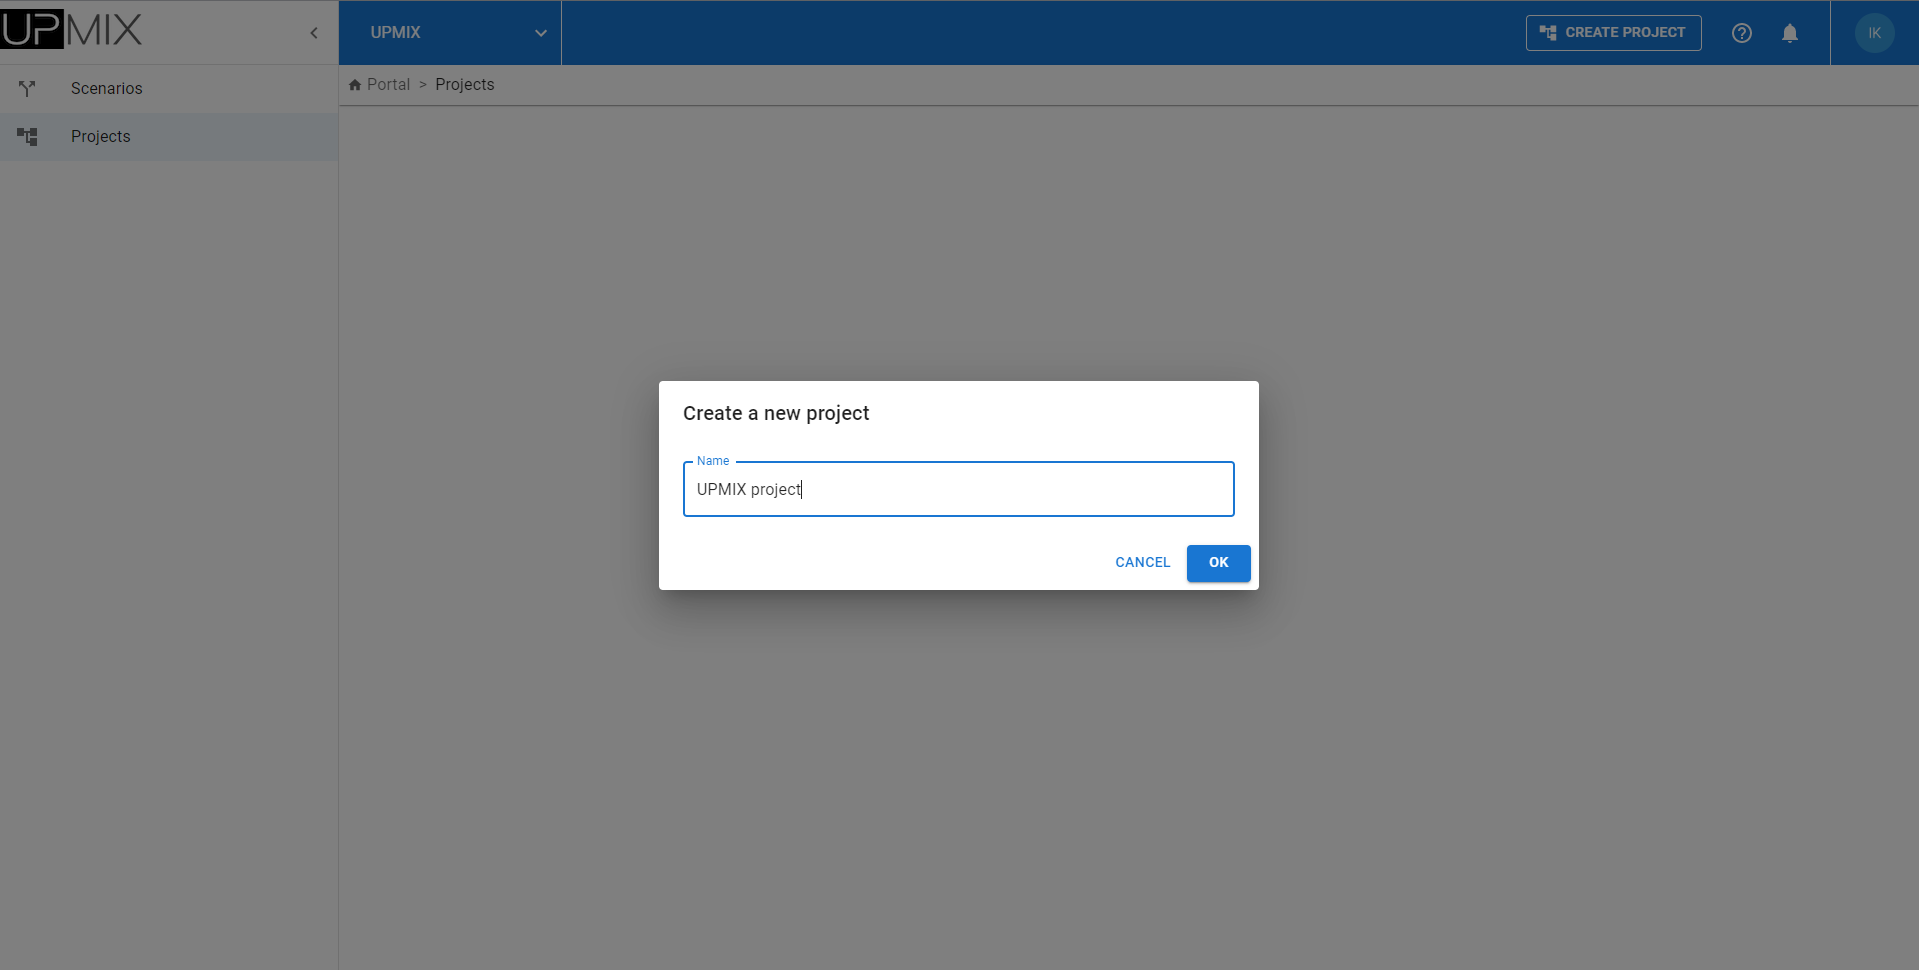 UPMIX
UPMIX
CREATE PROJECT
IK
Scenarios
Projects
Portal > Projects
Create a new project
Name
UPMIX project
CANCEL
OK